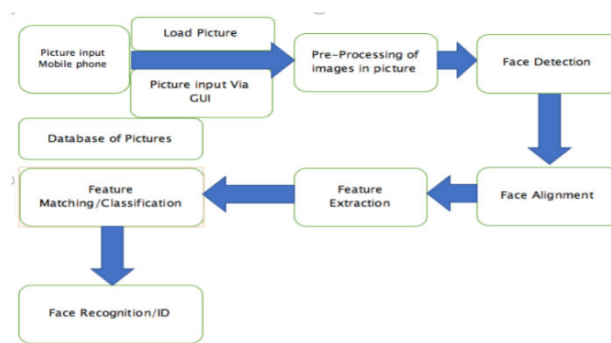 Picture input
Mobile phone
Load Picture
Picture input Via
GUI
Pre-Processing of
images in picture
Face Detection
Database of Pictures
Feature
Matching/Classification
Feature
Extraction
Face Alignment
Face Recognition/ID